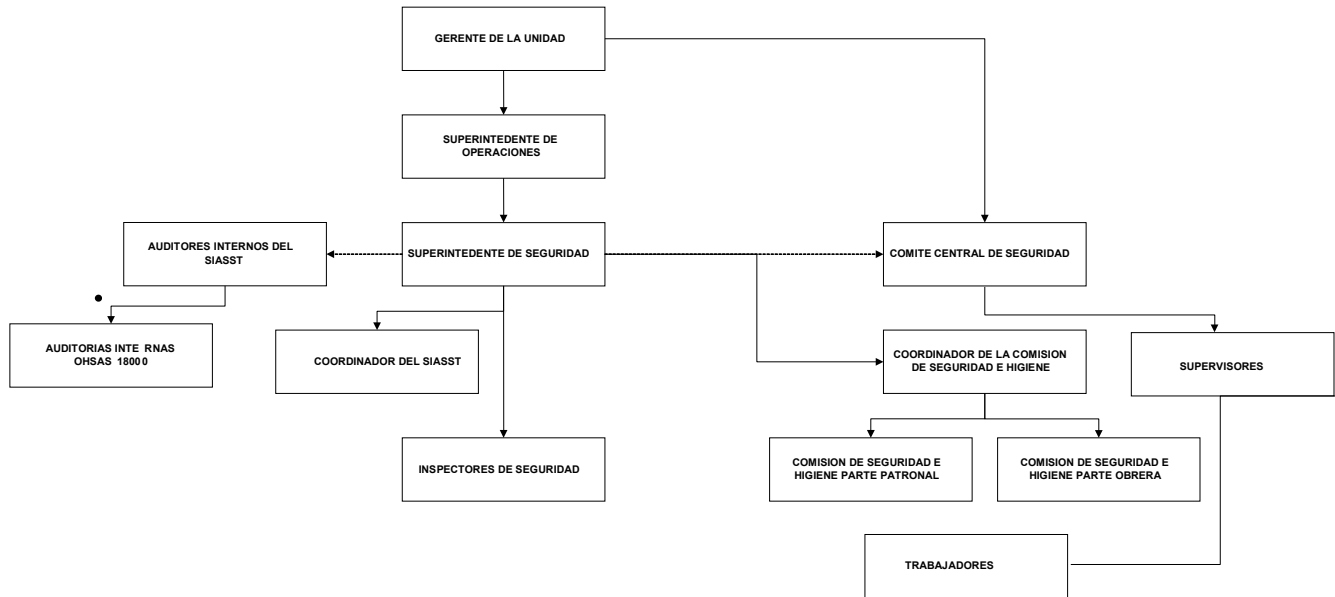 GERENTE DE LA UNIDAD
SUPERINTEDENTE DE
OPERACIONES
AUDITORES INTERNOS DEL
SIASST
SUPERINTEDENTE DE SEGURIDAD
COMITE CENTRAL DE SEGURIDAD
AUDITORIAS INTE RNAS
OHSAS 18000
COORDINADOR DEL SIASST
COORDINADOR DE LA COMISION
DE SEGURIDAD E HIGIENE
SUPERVISORES
INSPECTORES DE SEGURIDAD
COMISION DE SEGURIDAD E
HIGIENE PARTE PATRONAL
COMISION DE SEGURIDAD E
HIGIENE PARTE OBRERA
TRABAJADORES